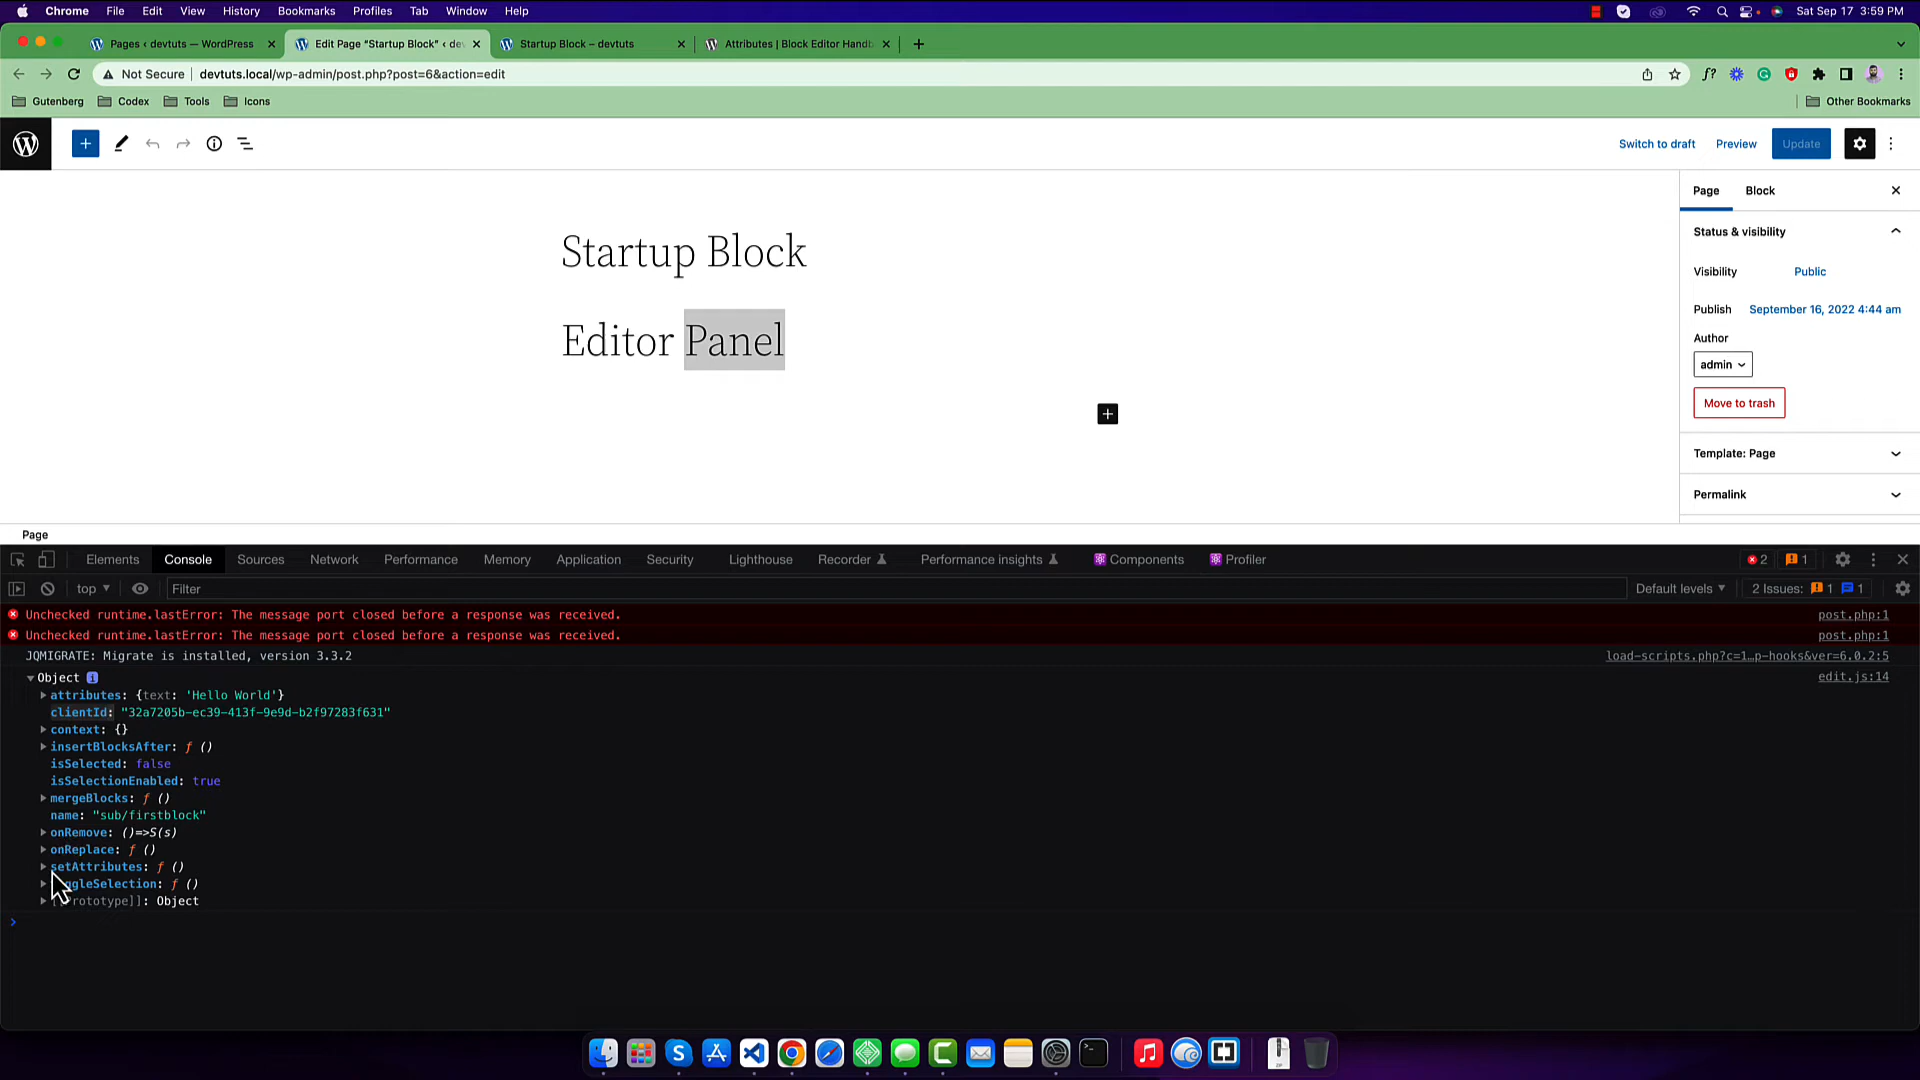 Chrome File Edit View History Bookmarks Profiles Tab Window Help Sat Sep 17 3:59 PM
Pages ‹ devtuts — WordPress Edit Page “Startup Block” ‹ dev Startup Block – devtuts Attributes | Block Editor Handb
Not Secure devtuts.local/wp-admin/post.php?post=6&action=edit
Gutenberg Codex Tools Icons Other Bookmarks
Switch to draft Preview Update
Page Block
Startup Block
Status & visibility
Visibility Public
Publish September 16, 2022 4:44 am
Editor Panel
Author
admin
Move to trash
Template: Page
Permalink
Page
Elements Console Sources Network Performance Memory Application Security Lighthouse Recorder Performance insights Components Profiler 2 1
top Filter Default levels 2 Issues: 1 1
Unchecked runtime.lastError: The message port closed before a response was received. post.php:1
Unchecked runtime.lastError: The message port closed before a response was received. post.php:1
JQMIGRATE: Migrate is installed, version 3.3.2 load-scripts.php?c=1…p-hooks&ver=6.0.2:5
Object i edit.js:14
attributes: {text: 'Hello World'}
clientId: "32a7205b-ec39-413f-9e9d-b2f97283f631"
context: {}
insertBlocksAfter: ƒ ()
isSelected: false
isSelectionEnabled: true
mergeBlocks: ƒ ()
name: "sub/firstblock"
onRemove: ()=>S(s)
onReplace: ƒ ()
setAttributes: ƒ ()
ggleSelection: ƒ ()
rototype]]: Object